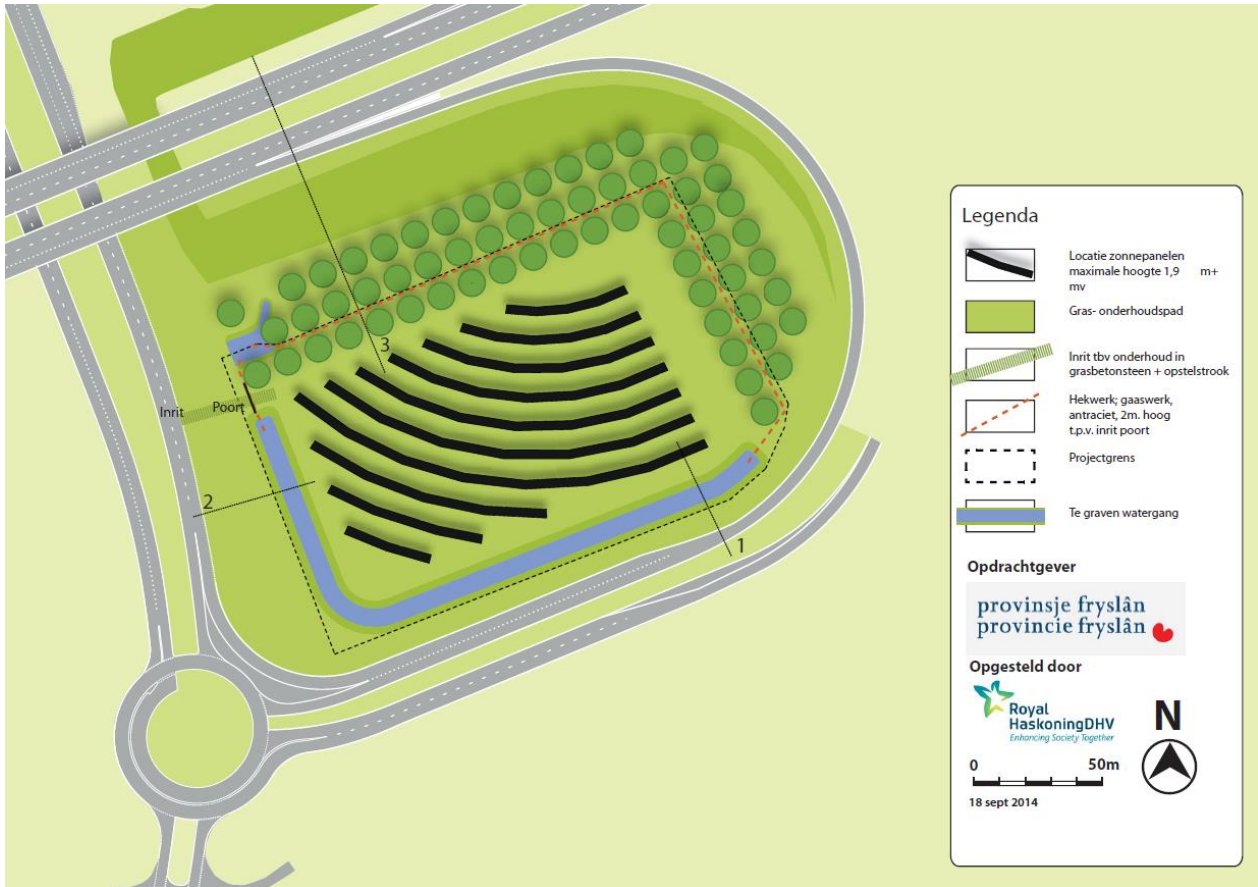 3
Inrit
Poort
2
1
Legenda
Locatie zonnepanelen
maximale hoogte 1,9 m+
mv
Gras- onderhoudspad
Inrit tbv onderhoud in
grasbetonsteen + opstelstrook
Hekwerk; gaaswerk,
antraciet, 2m. hoog
t.p.v. inrit poort
Projectgrens
Te graven watergang
Opdrachtgever
provinsje fryslân
provincie fryslân
Opgesteld door
Royal
HaskoningDHV
Enhancing Society Together
N
0 50m
18 sept 2014